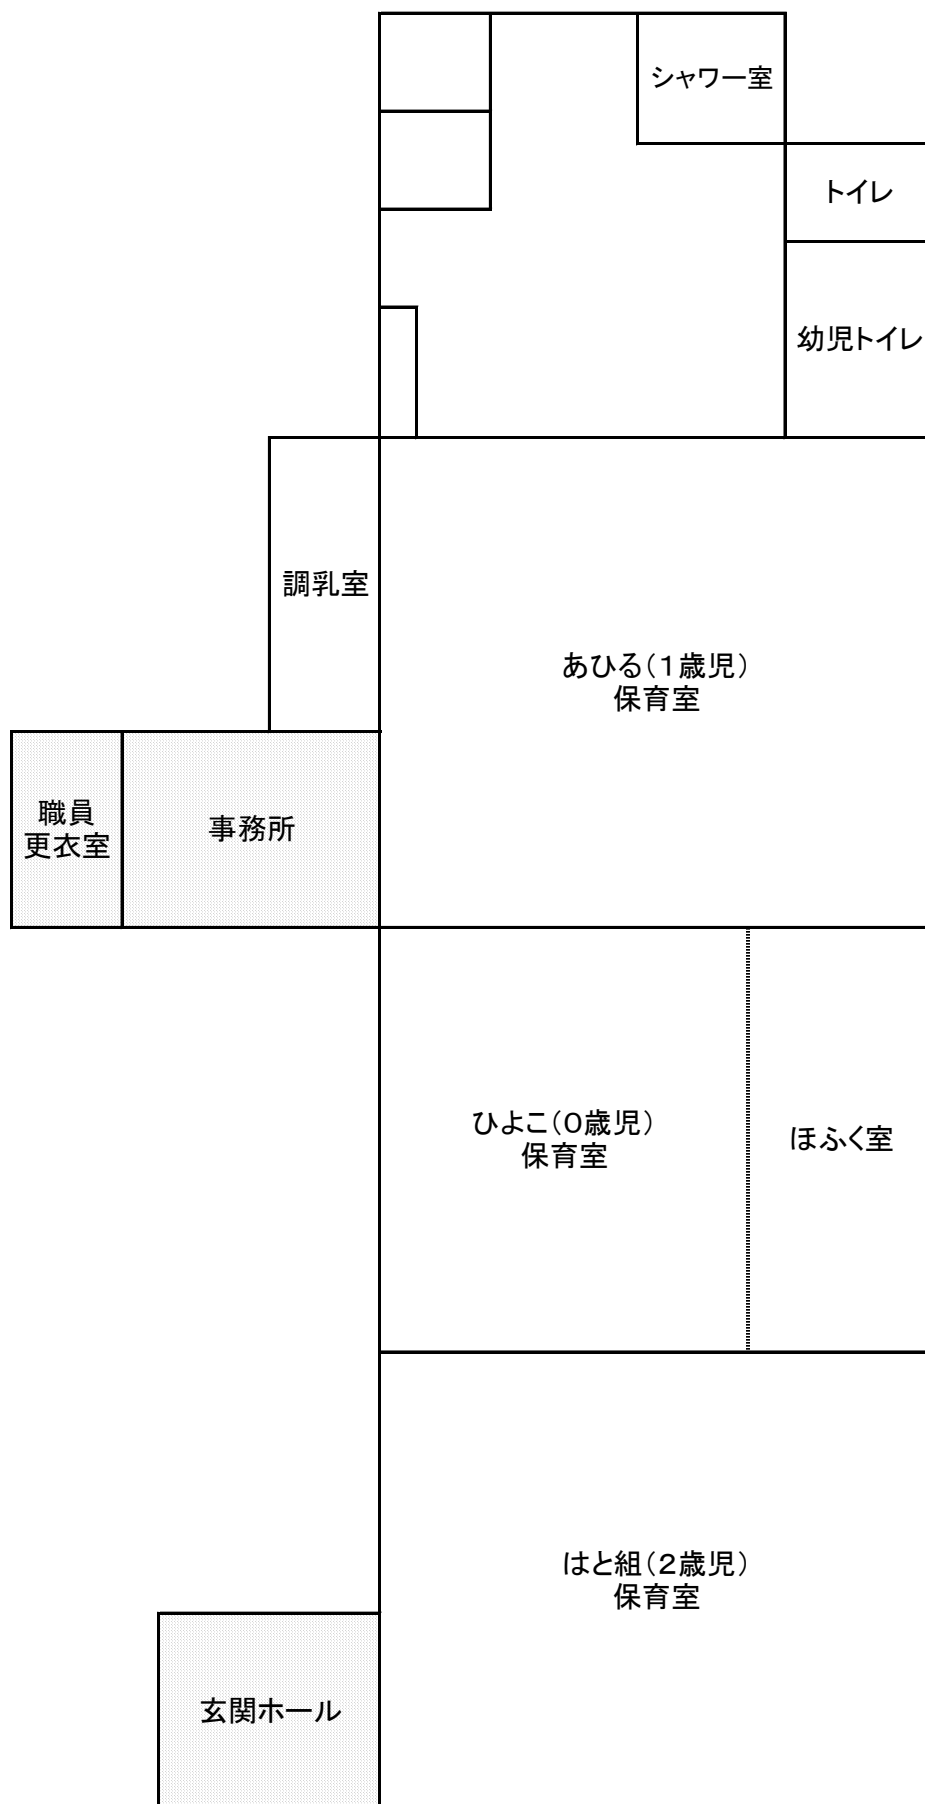 シャワー室
トイレ
幼児トイレ
調乳室
あひる（１歳児）
保育室
職員
更衣室
事務所
ひよこ（０歳児）
保育室
ほふく室
はと組（２歳児）
保育室
玄関ホール